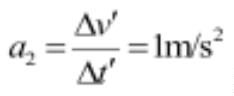 a₂ = Δv′/Δt′ = 1m/s²